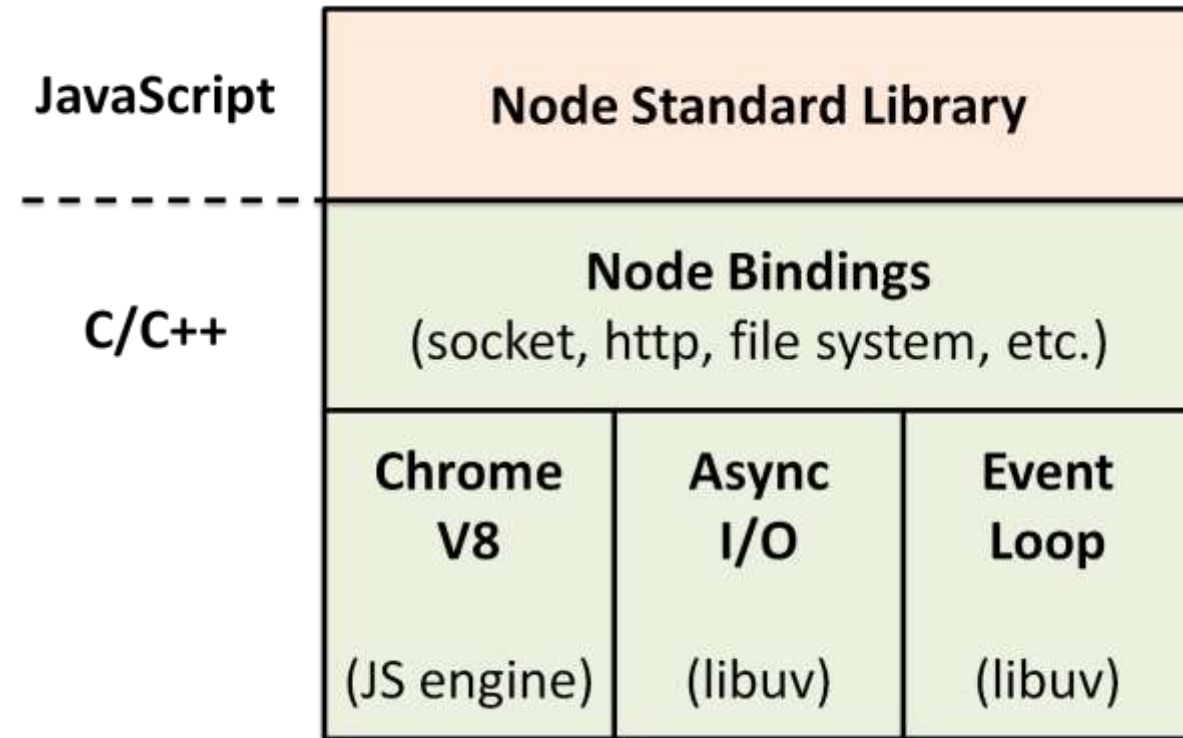 JavaScript
Node Standard Library
C/C++
Node Bindings
(socket, http, file system, etc.)
Chrome
V8
(JS engine)
Async
I/O
(libuv)
Event
Loop
(libuv)